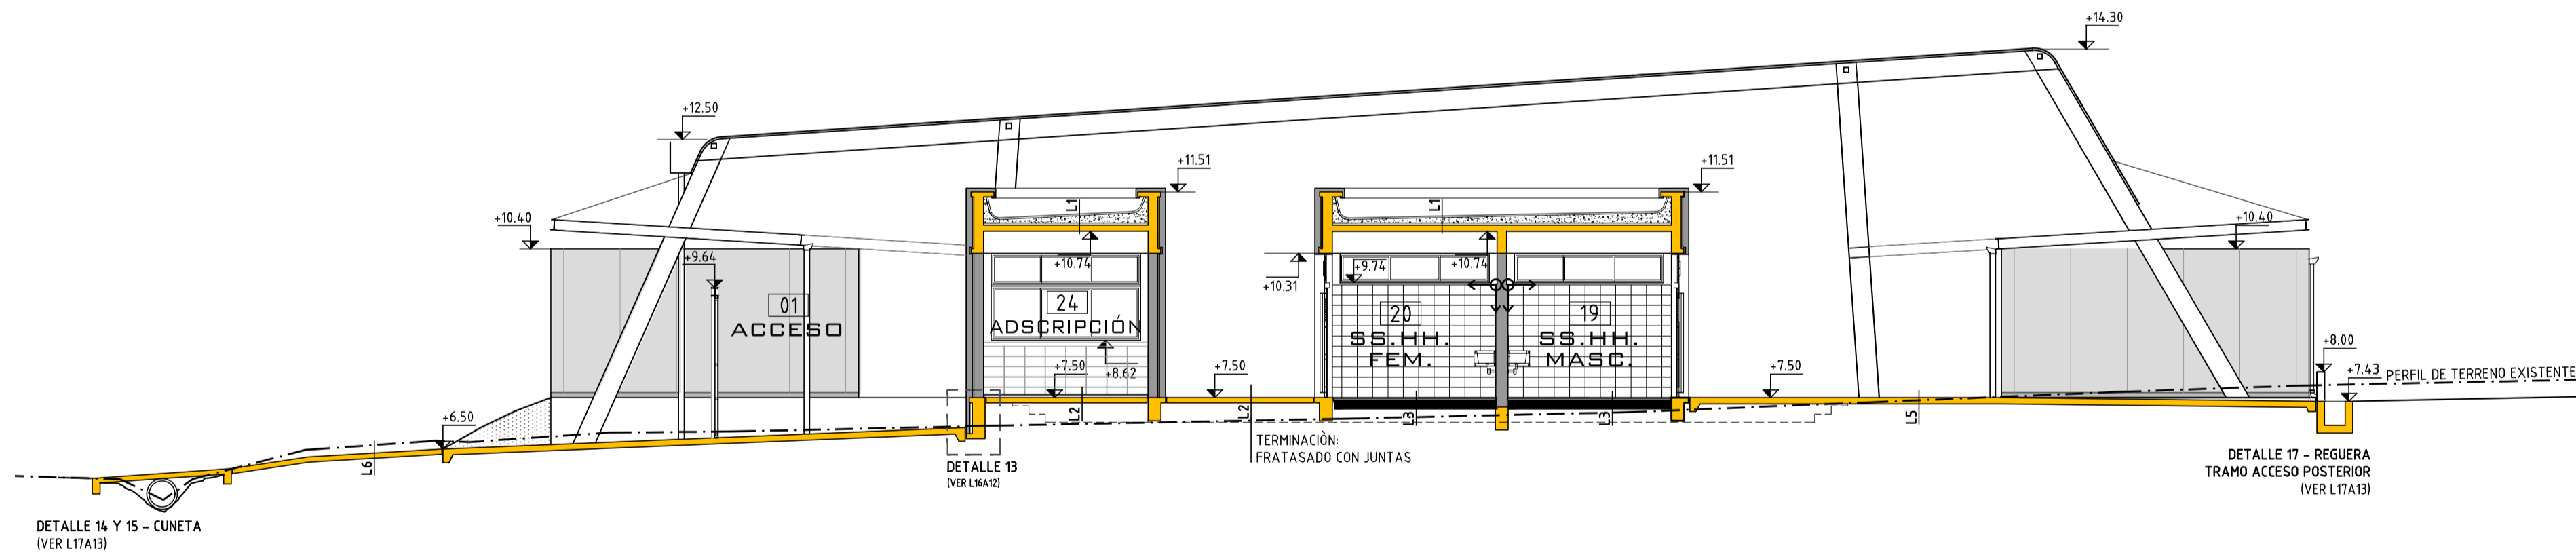 +14.30
+12.50
+11.51
+11.51
+10.40
+10.40
L1
L1
+9.64
+10.74
+10.31
+9.74
+10.74
01
ACCESO
24
ADSCRIPCIÓN
20
SS.HH.
FEM.
19
SS.HH.
MASC.
+8.00
+7.50
+8.62
+7.50
+7.50
+7.43
PERFIL DE TERRENO EXISTENTE
+6.50
L6
L2
L2
L3
L3
L5
TERMINACIÒN:
FRATASADO CON JUNTAS
DETALLE 13
(VER L16A12)
DETALLE 17 - REGUERA
TRAMO ACCESO POSTERIOR
(VER L17A13)
DETALLE 14 Y 15 - CUNETA
(VER L17A13)